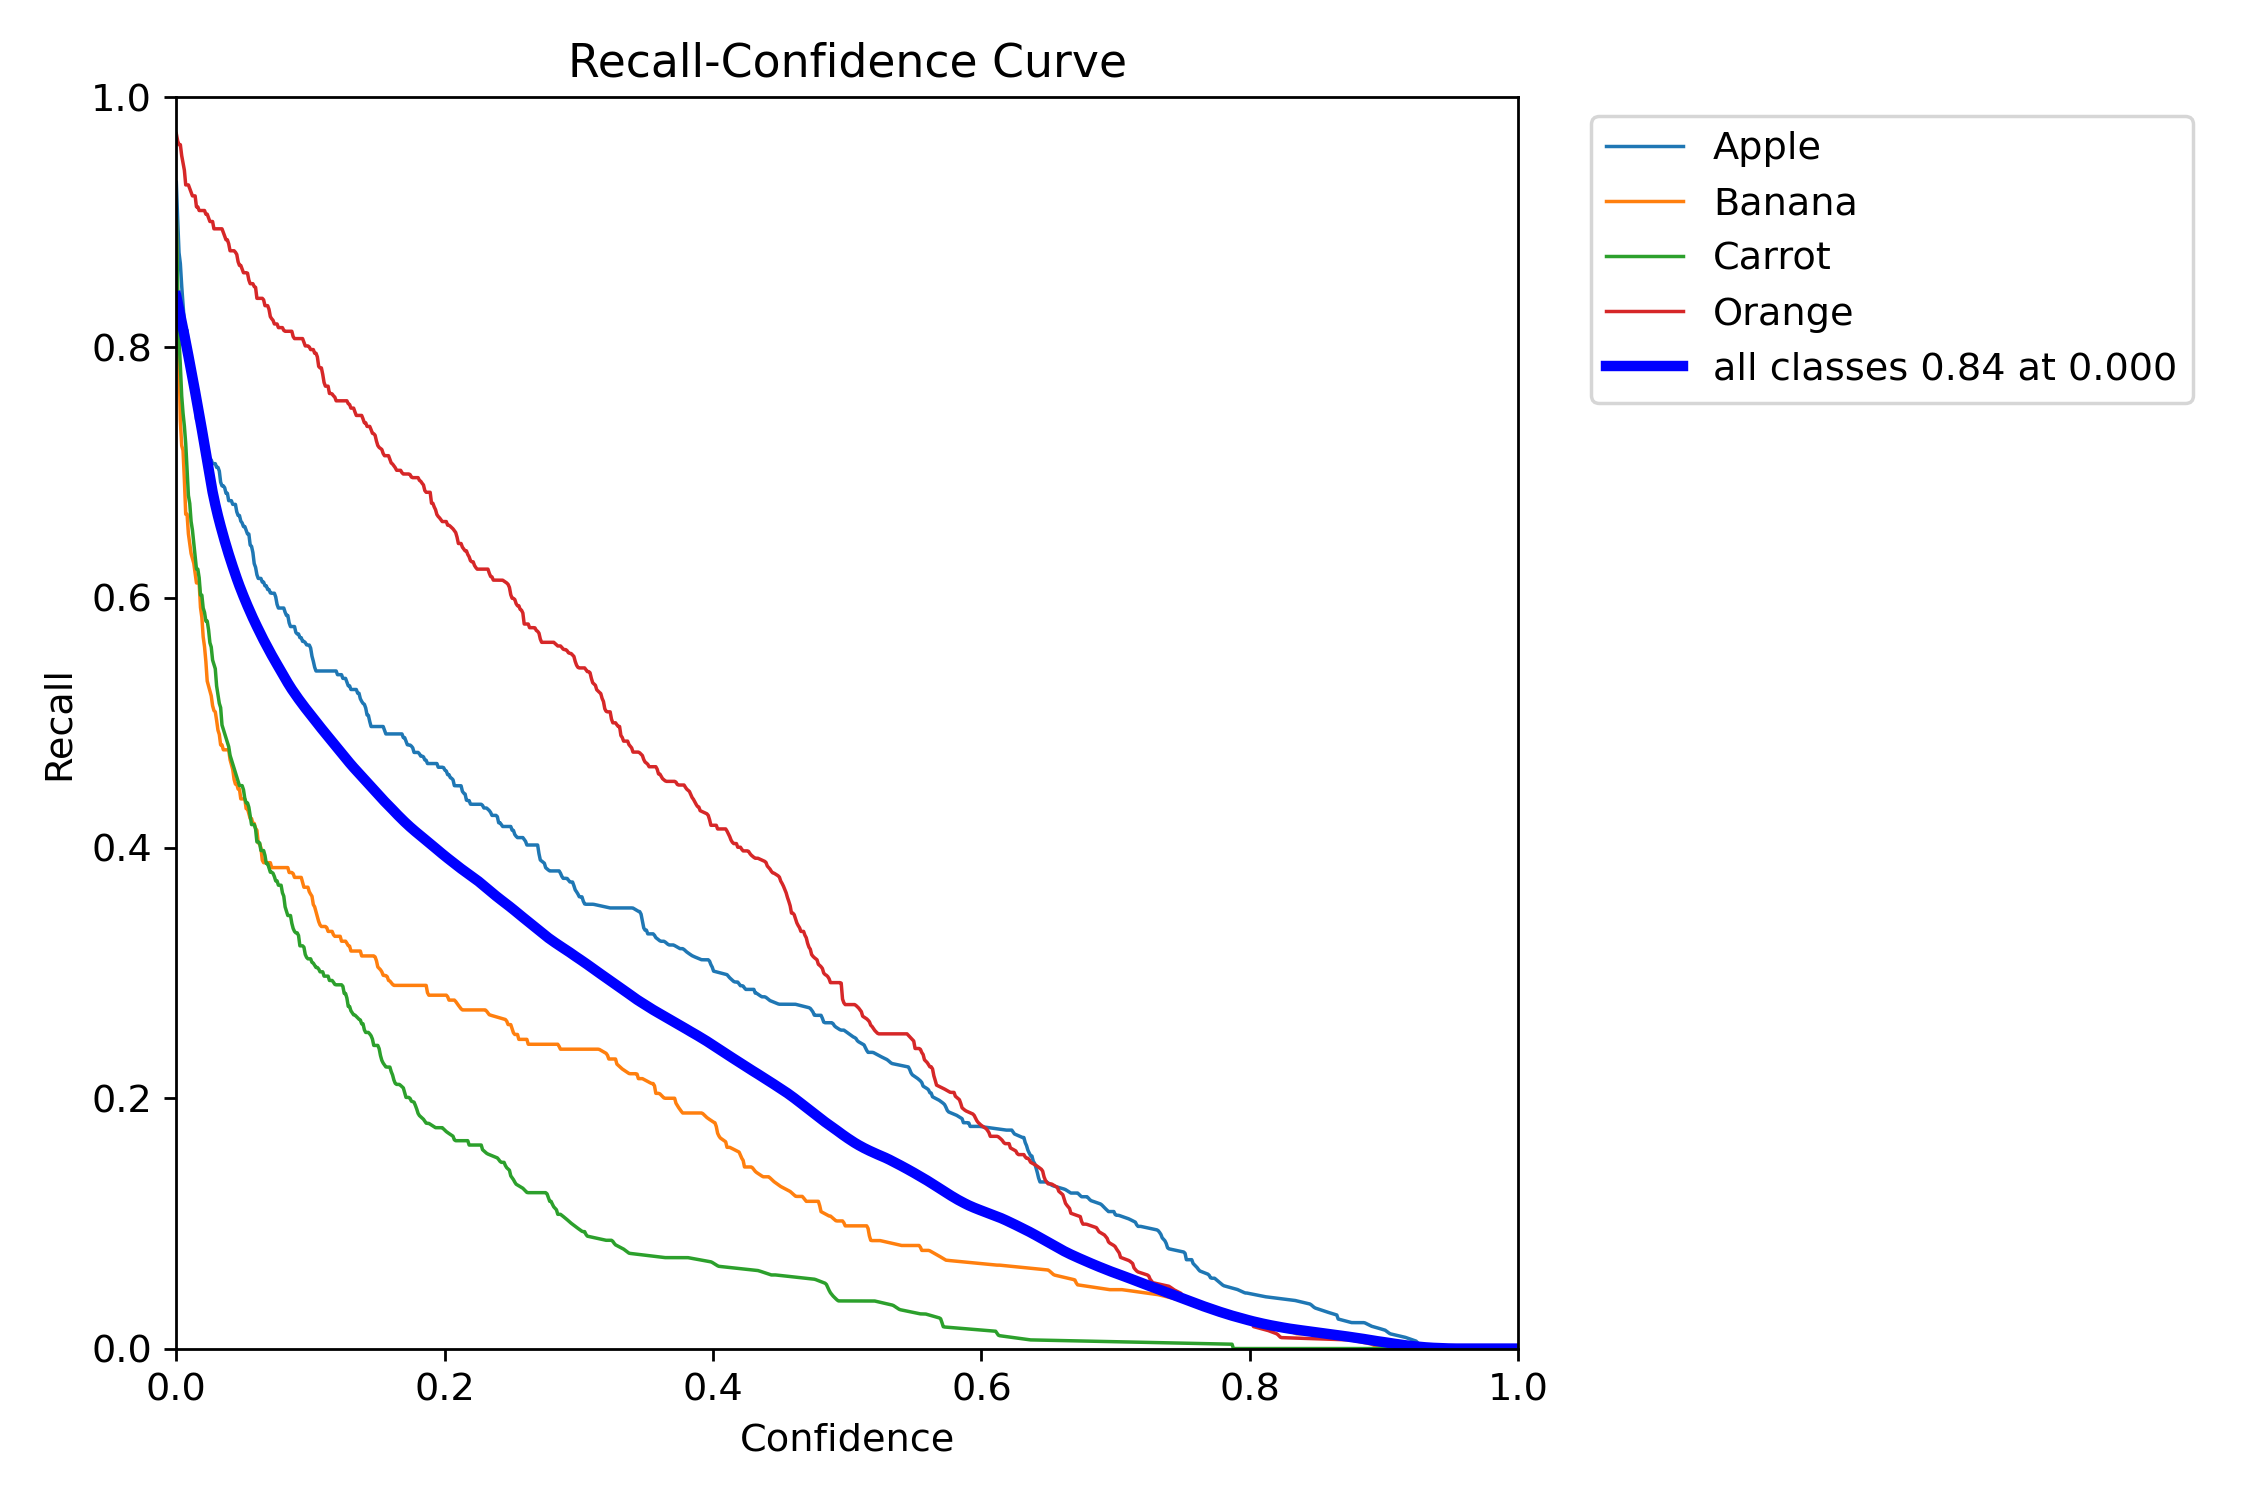 Recall-Confidence Curve
1.0
0.8
0.6
0.4
0.2
0.0
Recall
0.0 0.2 0.4 0.6 0.8 1.0
Confidence
Apple
Banana
Carrot
Orange
all classes 0.84 at 0.000